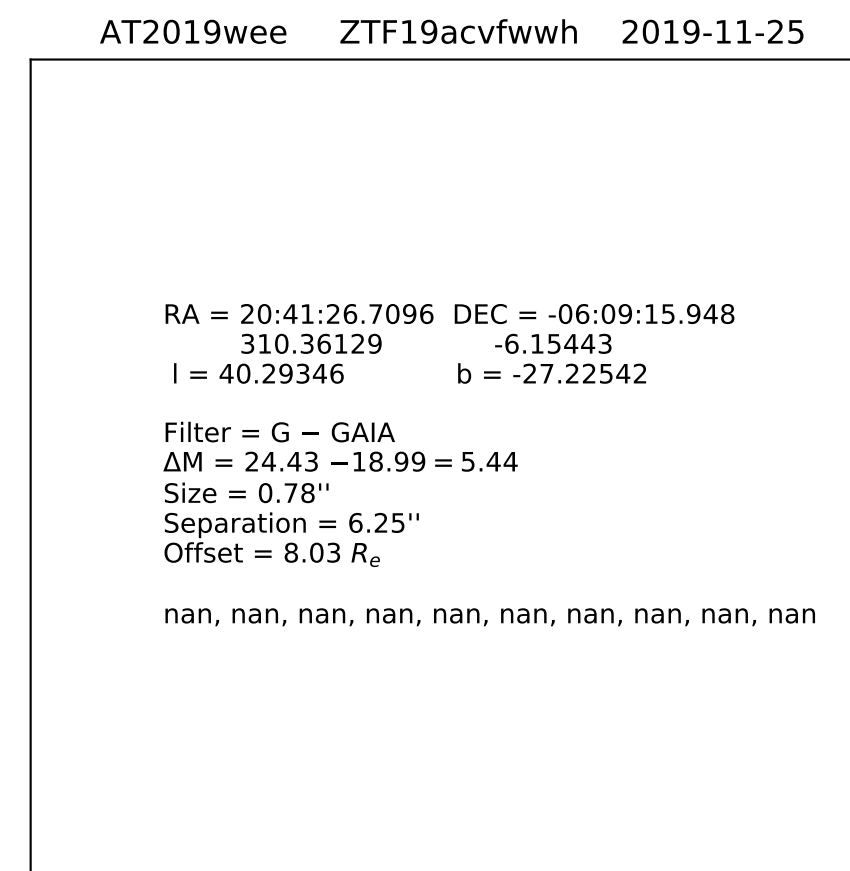 AT2019wee ZTF19acvfwwh 2019-11-25
RA = 20:41:26.7096 DEC = -06:09:15.948
310.36129 -6.15443
l = 40.29346 b = -27.22542
Filter = G − GAIA
ΔM = 24.43 −18.99 = 5.44
Size = 0.78''
Separation = 6.25''
Offset = 8.03 Re
nan, nan, nan, nan, nan, nan, nan, nan, nan, nan